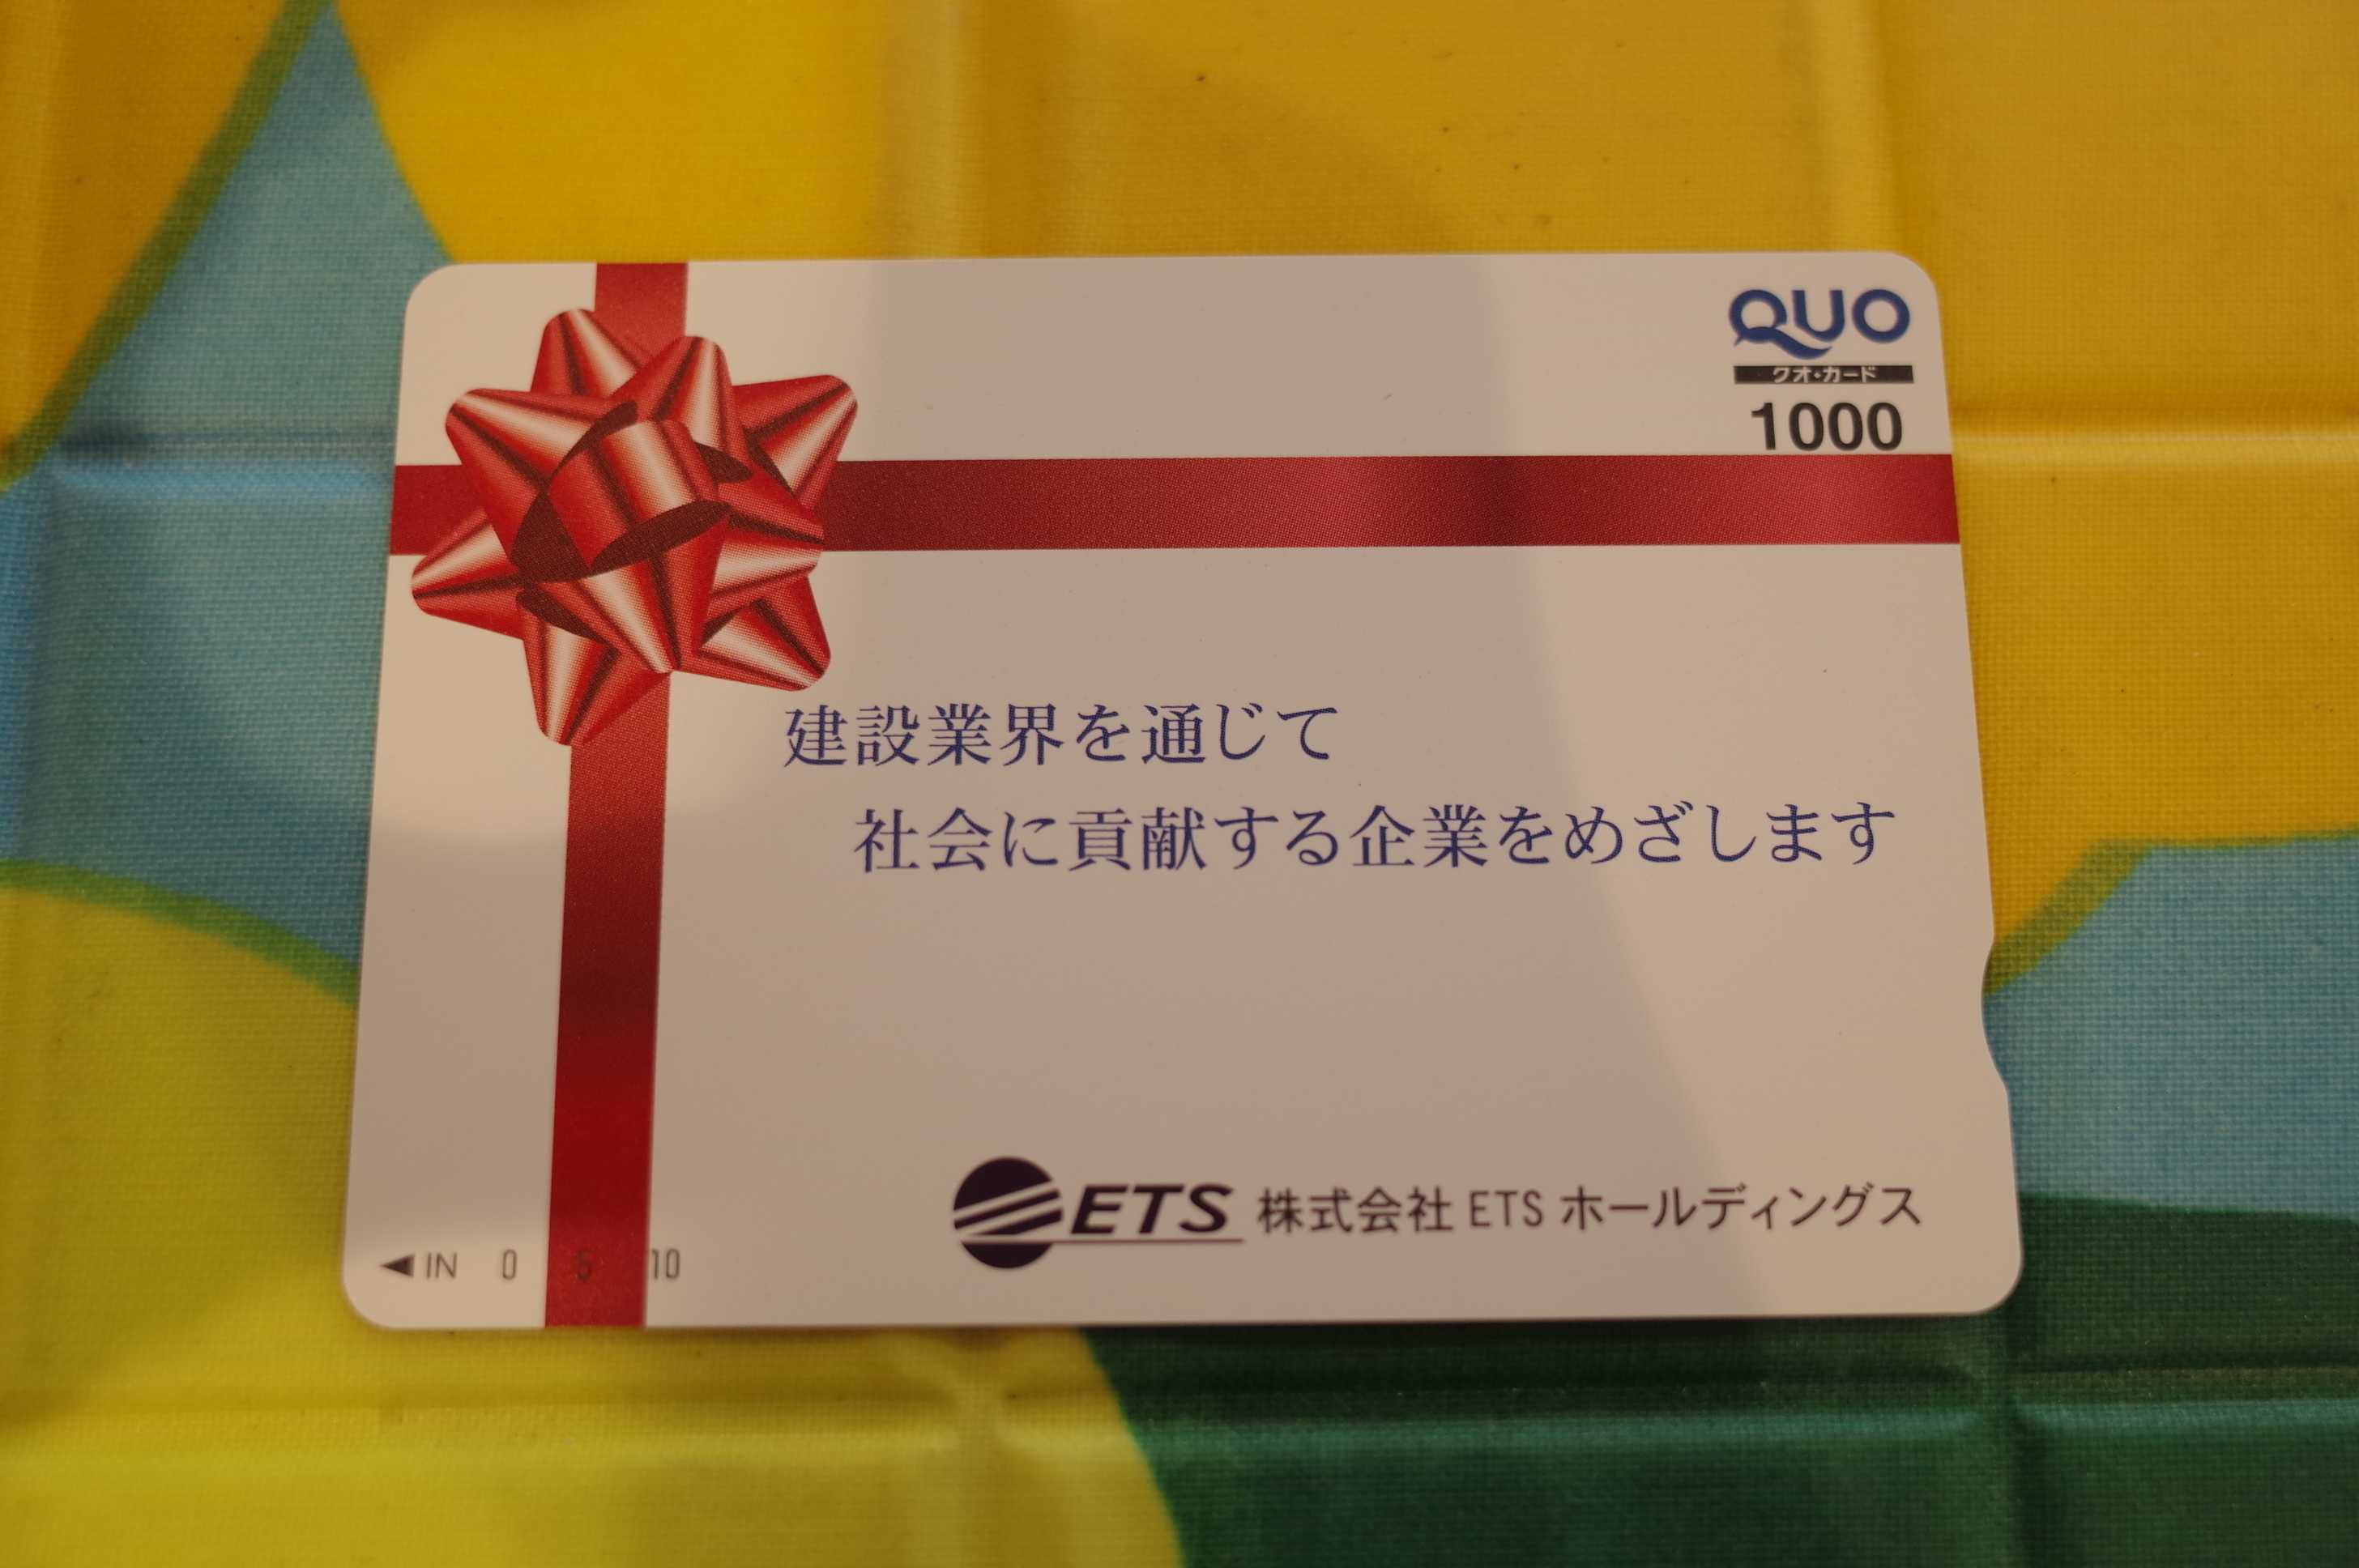 QUO
クオ・カード
1000
建設業界を通じて
社会に貢献する企業をめざします
ETS 株式会社 ETS ホールディングス
◀IN 0 5 10